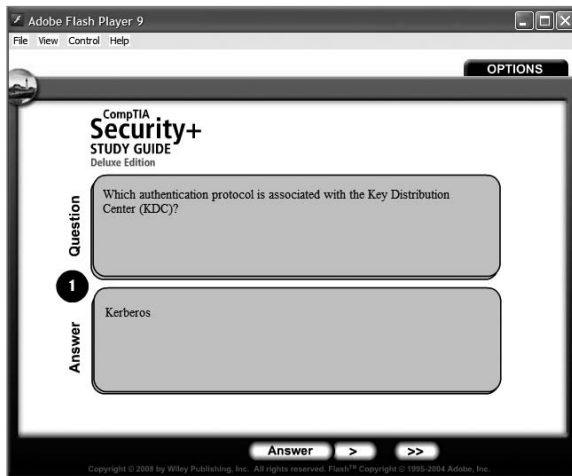 Adobe Flash Player 9
File View Control Help
OPTIONS
CompTIA
Security+
STUDY GUIDE
Deluxe Edition
Question
Which authentication protocol is associated with the Key Distribution
Center (KDC)?
1
Answer
Kerberos
Answer > >>
Copyright © 2008 by Wiley Publishing, Inc. All rights reserved. Flash™ Copyright © 1995-2004 Adobe, Inc.